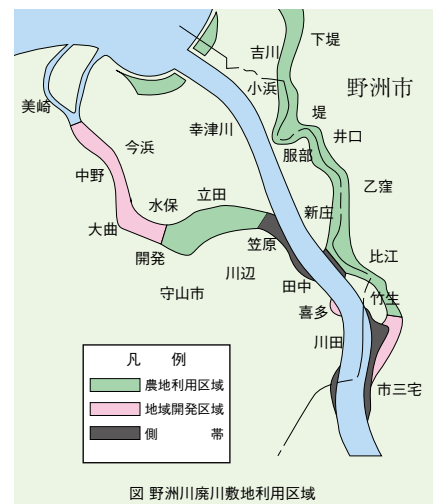 下堤
吉川
小浜
野洲市
美崎
堤
井口
幸津川
今浜
服部
中野
乙窪
水保
立田
新庄
大曲
笠原
開発
比江
川辺
田中
竹生
守山市
喜多
川田
凡 例
農地利用区域
市三宅
地域開発区域
側 帯
図 野洲川廃川敷地利用区域